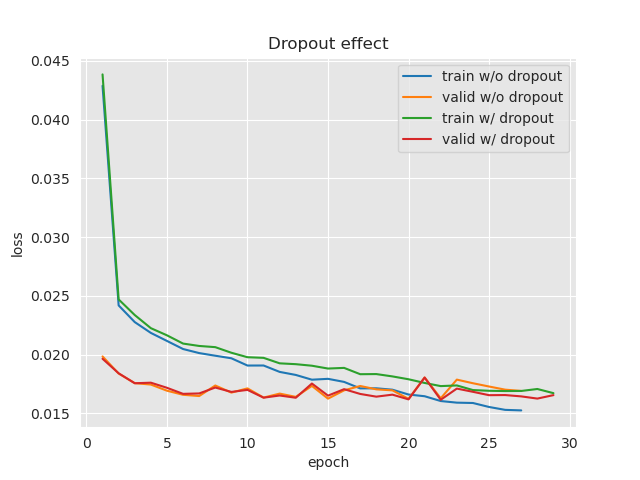 Dropout effect
0.045
0.040
0.035
0.030
0.025
0.020
0.015
loss
train w/o dropout
valid w/o dropout
train w/ dropout
valid w/ dropout
0 5 10 15 20 25 30
epoch